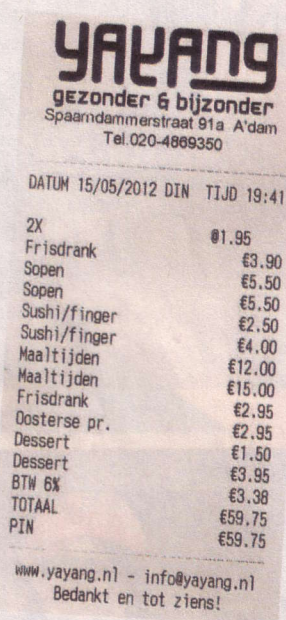 yayang
gezonder & bijzonder
Spaarndammerstraat 91a A'dam
Tel.020-4869350
DATUM 15/05/2012 DIN TIJD 19:41
2X @1.95
Frisdrank €3.90
Sopen €5.50
Sopen €5.50
Sushi/finger €2.50
Sushi/finger €4.00
Maaltijden €12.00
Maaltijden €15.00
Frisdrank €2.95
Oosterse pr. €2.95
Dessert €1.50
Dessert €3.95
BTW 6% €3.38
TOTAAL €59.75
PIN €59.75
www.yayang.nl - info@yayang.nl
Bedankt en tot ziens!